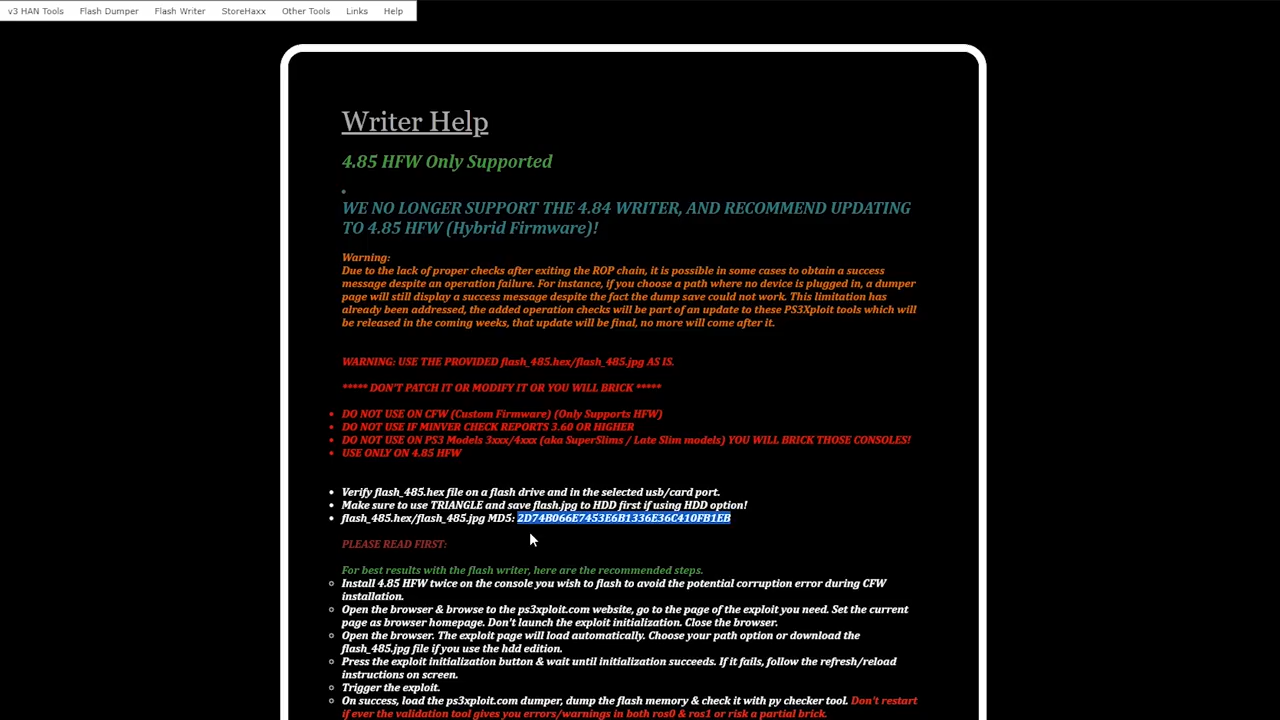 v3 HAN Tools Flash Dumper Flash Writer StoreHaxx Other Tools Links Help
Writer Help
4.85 HFW Only Supported
WE NO LONGER SUPPORT THE 4.84 WRITER, AND RECOMMEND UPDATING
TO 4.85 HFW (Hybrid Firmware)!
Warning:
Due to the lack of proper checks after exiting the ROP chain, it is possible in some cases to obtain a success
message despite an operation failure. For instance, if you choose a path where no device is plugged in, a dumper
page will still display a success message despite the fact the dump save could not work. This limitation has
already been addressed, the added operation checks will be part of an update to these PS3Xploit tools which will
be released in the coming weeks, that update will be final, no more will come after it.
WARNING: USE THE PROVIDED flash_485.hex/flash_485.jpg AS IS.
***** DON'T PATCH IT OR MODIFY IT OR YOU WILL BRICK *****
DO NOT USE ON CFW (Custom Firmware) (Only Supports HFW)
DO NOT USE IF MINVER CHECK REPORTS 3.60 OR HIGHER
DO NOT USE ON PS3 Models 3xxx/4xxx (aka SuperSlims / Late Slim models) YOU WILL BRICK THOSE CONSOLES!
USE ONLY ON 4.85 HFW
Verify flash_485.hex file on a flash drive and in the selected usb/card port.
Make sure to use TRIANGLE and save flash.jpg to HDD first if using HDD option!
flash_485.hex/flash_485.jpg MD5: 2D74B066E7453E6B1336E36C410FB1EB
PLEASE READ FIRST:
For best results with the flash writer, here are the recommended steps.
Install 4.85 HFW twice on the console you wish to flash to avoid the potential corruption error during CFW
installation.
Open the browser & browse to the ps3xploit.com website, go to the page of the exploit you need. Set the current
page as browser homepage. Don't launch the exploit initialization. Close the browser.
Open the browser. The exploit page will load automatically. Choose your path option or download the
flash_485.jpg file if you use the hdd edition.
Press the exploit initialization button & wait until initialization succeeds. If it fails, follow the refresh/reload
instructions on screen.
Trigger the exploit.
On success, load the ps3xploit.com dumper, dump the flash memory & check it with py checker tool. Don't restart
if ever the validation tool gives you errors/warnings in both ros0 & ros1 or risk a partial brick.